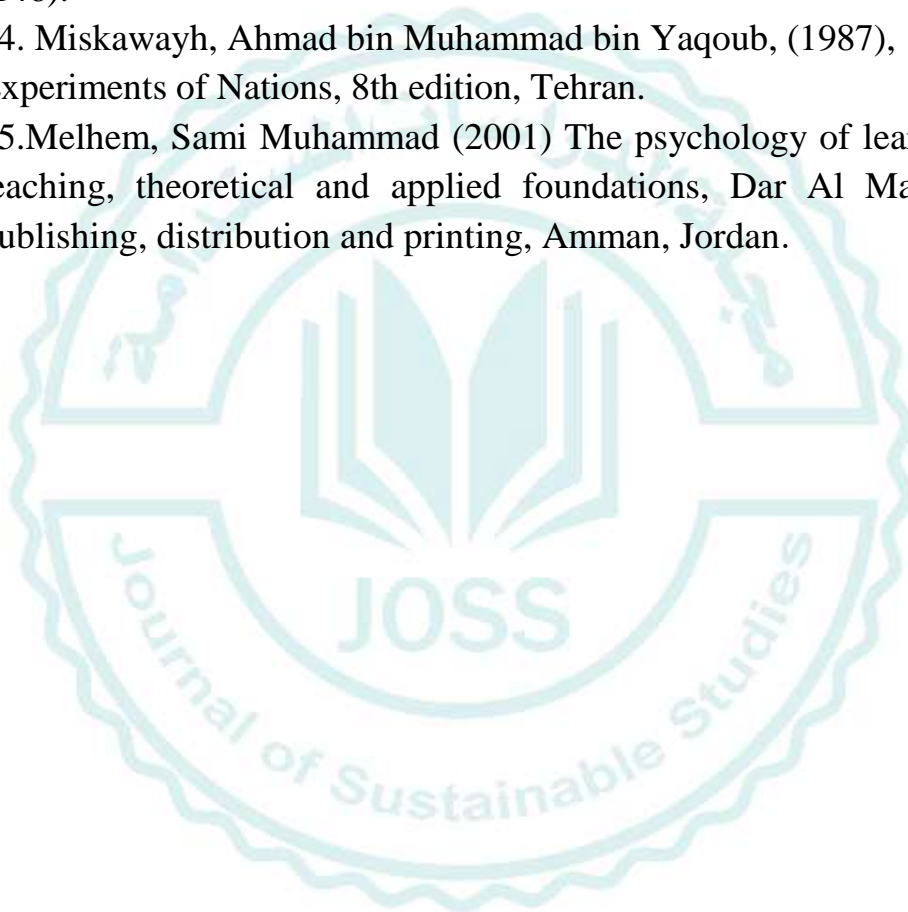 4. Miskawayh, Ahmad bin Muhammad bin Yaqoub, (1987),
xperiments of Nations, 8th edition, Tehran.
5.Melhem, Sami Muhammad (2001) The psychology of lear
eaching, theoretical and applied foundations, Dar Al Ma
ublishing, distribution and printing, Amman, Jordan.
JOSS
Journal of Sustainable Studies